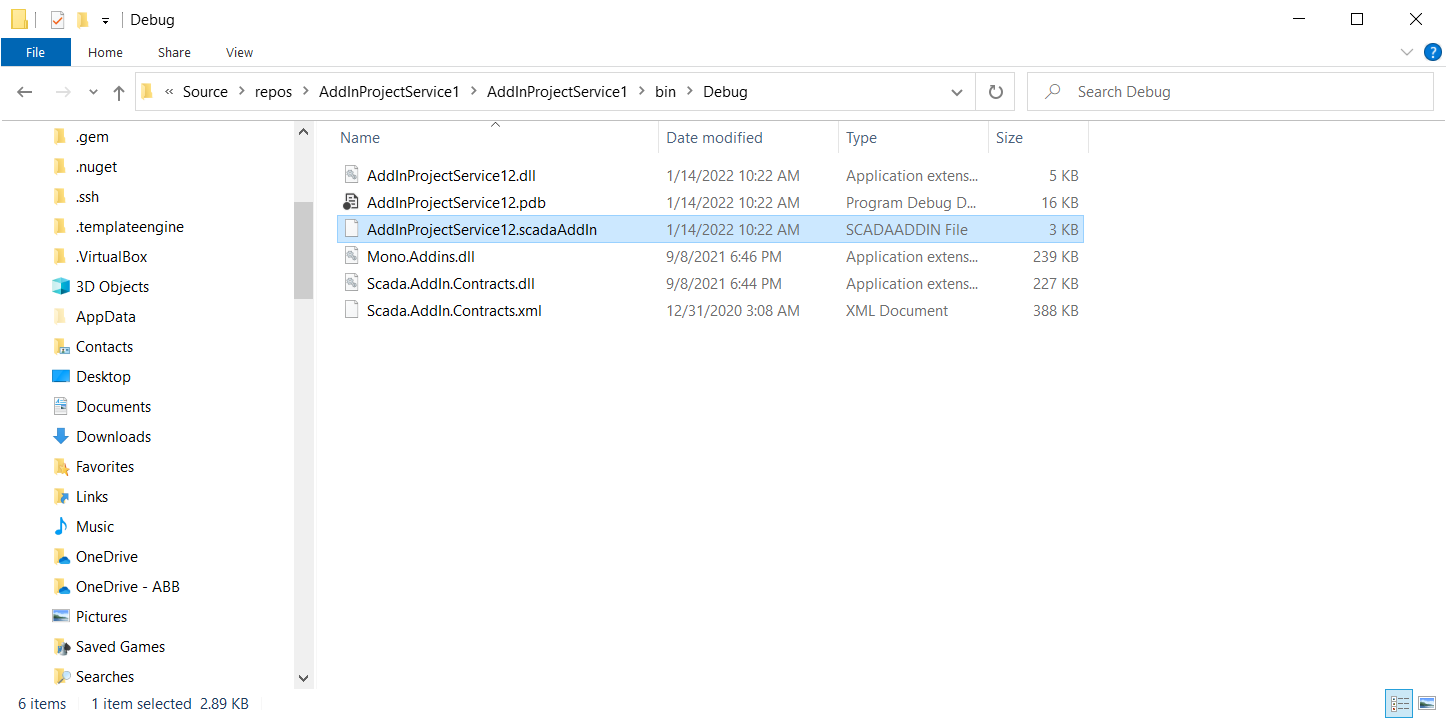 Debug
File Home Share View
« Source > repos > AddInProjectService1 > AddInProjectService1 > bin > Debug
Search Debug
.gem
.nuget
.ssh
.templateengine
.VirtualBox
3D Objects
AppData
Contacts
Desktop
Documents
Downloads
Favorites
Links
Music
OneDrive
OneDrive - ABB
Pictures
Saved Games
Searches
Name Date modified Type Size
AddInProjectService12.dll 1/14/2022 10:22 AM Application extens... 5 KB
AddInProjectService12.pdb 1/14/2022 10:22 AM Program Debug D... 16 KB
AddInProjectService12.scadaAddIn 1/14/2022 10:22 AM SCADAADDIN File 3 KB
Mono.Addins.dll 9/8/2021 6:46 PM Application extens... 239 KB
Scada.AddIn.Contracts.dll 9/8/2021 6:44 PM Application extens... 227 KB
Scada.AddIn.Contracts.xml 12/31/2020 3:08 AM XML Document 388 KB
6 items 1 item selected 2.89 KB